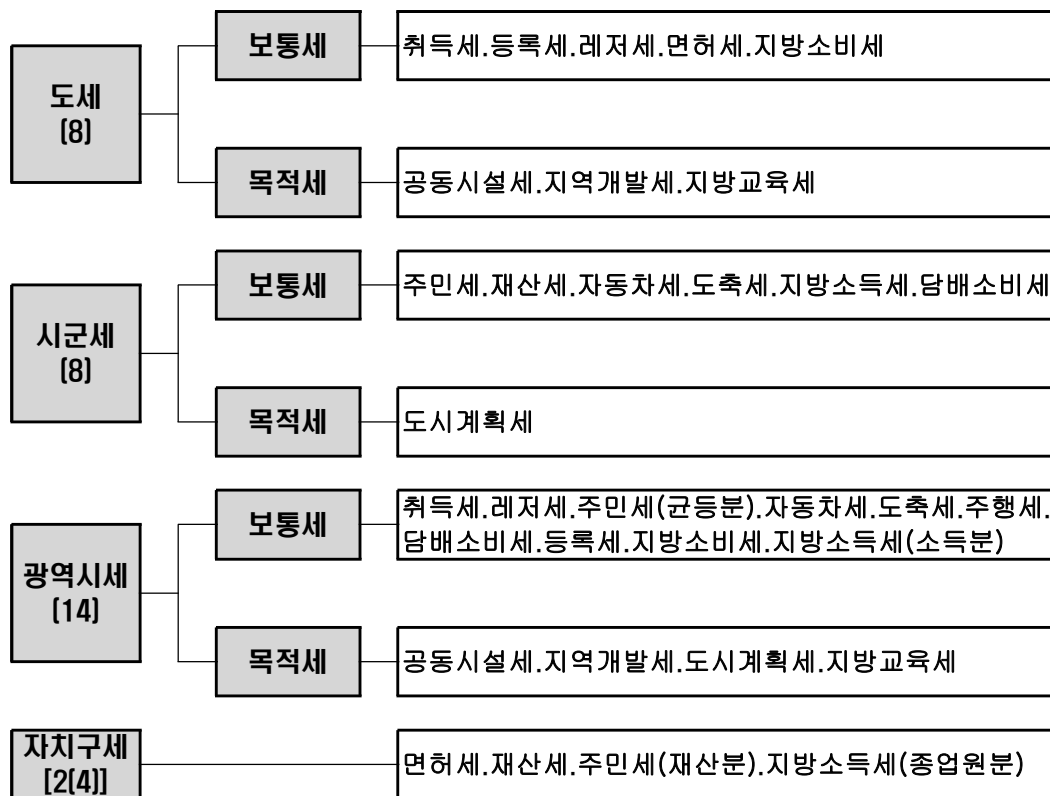 도세
(8)
보통세
취득세.등록세.레저세.면허세.지방소비세
목적세
공동시설세.지역개발세.지방교육세
시군세
(8)
보통세
주민세.재산세.자동차세.도축세.지방소득세.담배소비세
목적세
도시계획세
광역시세
(14)
보통세
취득세.레저세.주민세(균등분).자동차세.도축세.주행세.
담배소비세.등록세.지방소비세.지방소득세(소득분)
목적세
공동시설세.지역개발세.도시계획세.지방교육세
자치구세
[2(4)]
면허세.재산세.주민세(재산분).지방소득세(종업원분)